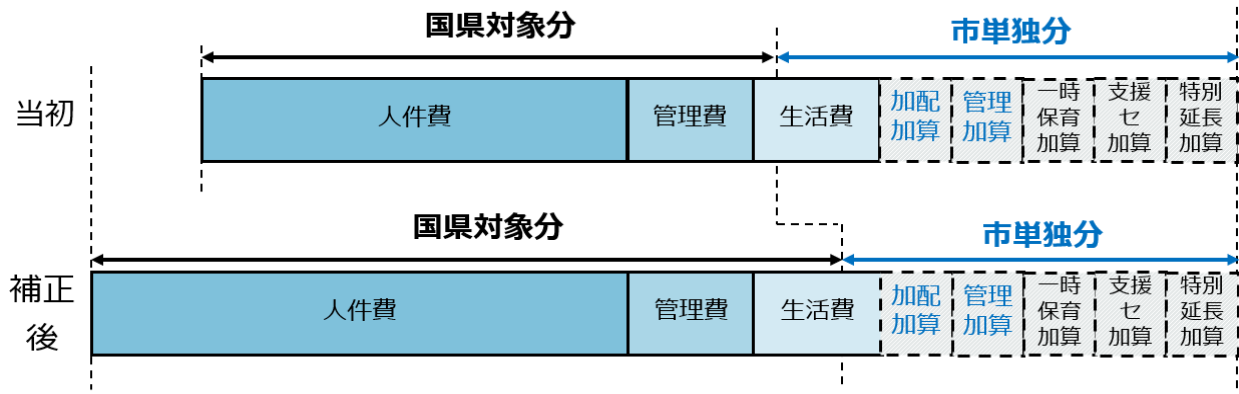 国県対象分
市単独分
当初
人件費
管理費
生活費
加配
加算
管理
加算
一時
保育
加算
支援
セ
加算
特別
延長
加算
国県対象分
市単独分
補正
後
人件費
管理費
生活費
加配
加算
管理
加算
一時
保育
加算
支援
セ
加算
特別
延長
加算